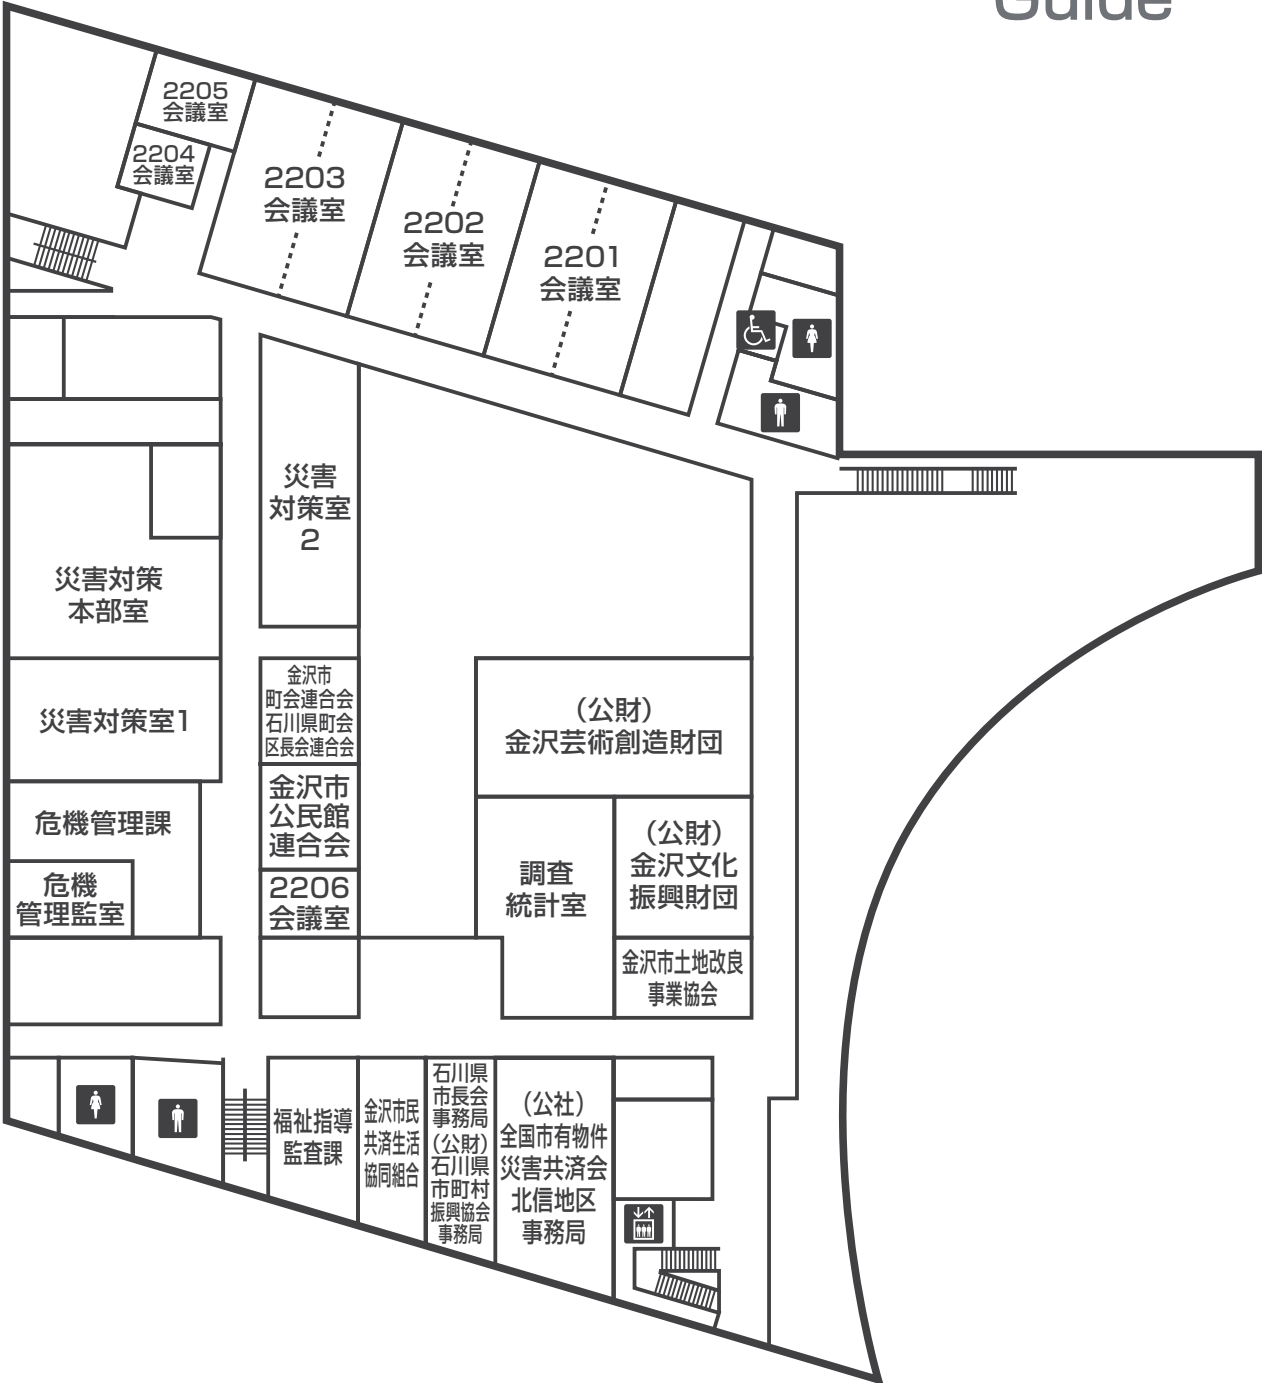 Guide
2205
会議室
2204
会議室
2203
会議室
2202
会議室
2201
会議室
災害
対策室
2
災害対策
本部室
災害対策室1
金沢市
町会連合会
石川県町会
区長会連合会
(公財)
金沢芸術創造財団
金沢市
公民館
連合会
危機管理課
危機
管理監室
2206
会議室
調査
統計室
(公財)
金沢文化
振興財団
金沢市土地改良
事業協会
福祉指導
監査課
金沢市民
共済生活
協同組合
石川県
市長会
事務局
(公財)
石川県
市町村
振興協会
事務局
(公社)
全国市有物件
災害共済会
北信地区
事務局